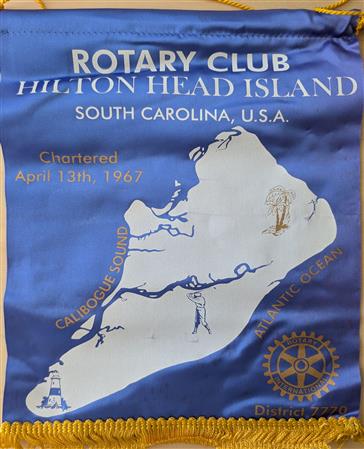 ROTARY CLUB
HILTON HEAD ISLAND
SOUTH CAROLINA, U.S.A.
Chartered
April 13th, 1967
CALIBOGUE SOUND
ATLANTIC OCEAN
ROTARY
INTERNATIONAL
District 7770